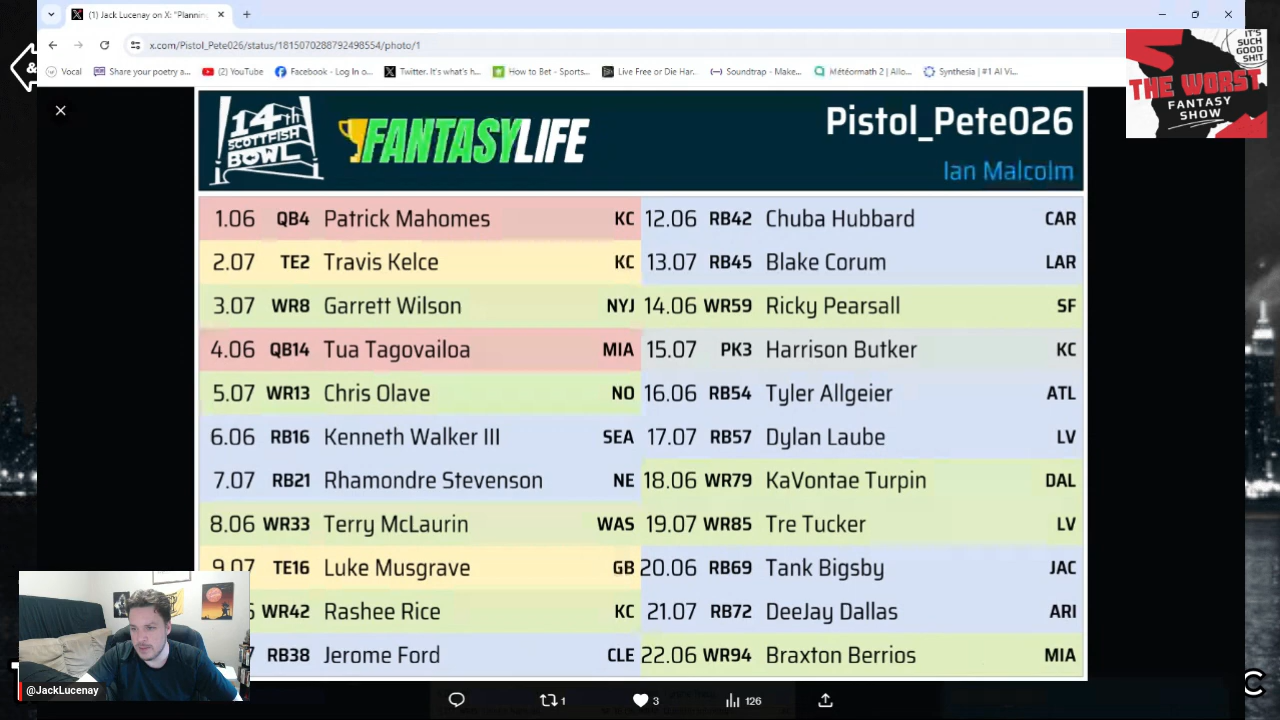 (1) Jack Lucenay on X: "Planning
x.com/Pistol_Pete026/status/1815070288792498554/photo/1
Vocal
Share your poetry a...
(2) YouTube
Facebook - Log In o...
Twitter. It's what's h...
How to Bet - Sports...
Live Free or Die Har...
Soundtrap - Make...
Météormath 2 | Allo...
Synthesia | #1 AI Vi...
IT'S
SUCH
GOOD
SH!T!
THE WORST
FANTASY
SHOW
&
14th
SCOTTFISH
BOWL
FANTASYLIFE
Pistol_Pete026
Ian Malcolm
1.06 QB4 Patrick Mahomes KC
2.07 TE2 Travis Kelce KC
3.07 WR8 Garrett Wilson NYJ
4.06 QB14 Tua Tagovailoa MIA
5.07 WR13 Chris Olave NO
6.06 RB16 Kenneth Walker III SEA
7.07 RB21 Rhamondre Stevenson NE
8.06 WR33 Terry McLaurin WAS
9.07 TE16 Luke Musgrave GB
WR42 Rashee Rice KC
RB38 Jerome Ford CLE
12.06 RB42 Chuba Hubbard CAR
13.07 RB45 Blake Corum LAR
14.06 WR59 Ricky Pearsall SF
15.07 PK3 Harrison Butker KC
16.06 RB54 Tyler Allgeier ATL
17.07 RB57 Dylan Laube LV
18.06 WR79 KaVontae Turpin DAL
19.07 WR85 Tre Tucker LV
20.06 RB69 Tank Bigsby JAC
21.07 RB72 DeeJay Dallas ARI
22.06 WR94 Braxton Berrios MIA
@JackLucenay
1
3
126
C